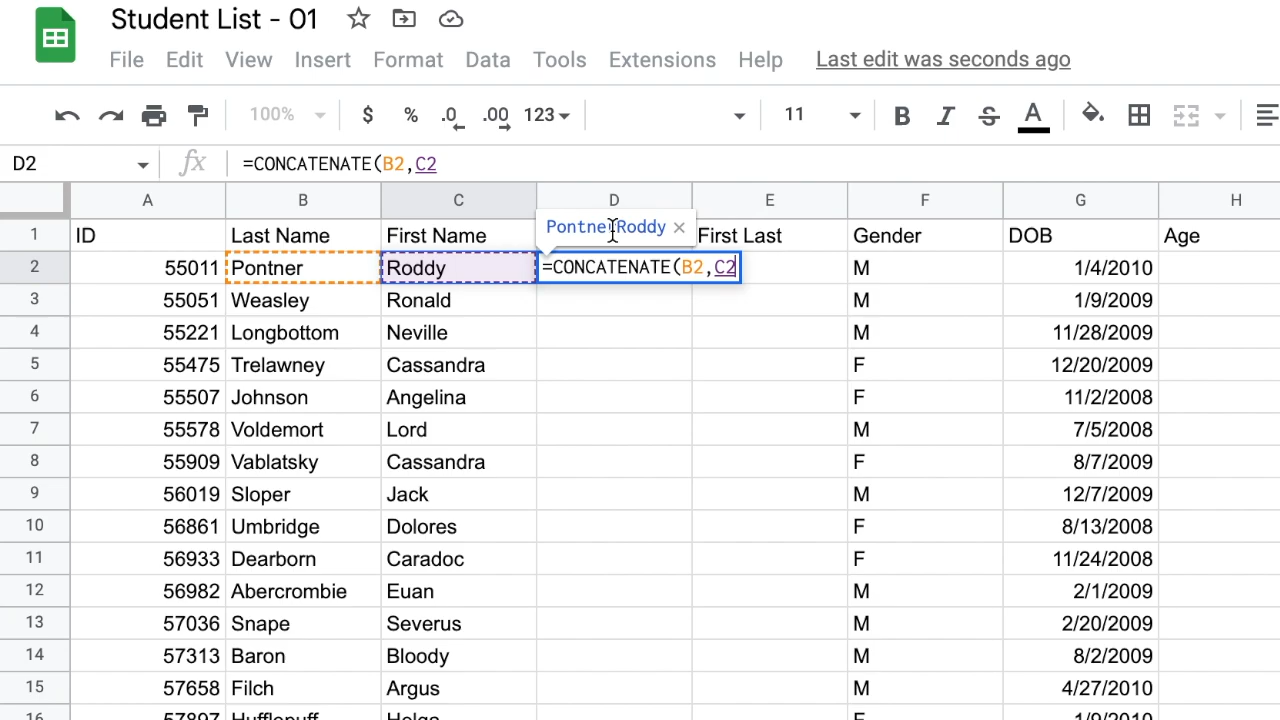 Student List - 01
File Edit View Insert Format Data Tools Extensions Help Last edit was seconds ago
100% $ % .0 .00 123 11 B I S A
D2 fx =CONCATENATE(B2,C2
A B C D E F G H
1 ID Last Name First Name PontnerRoddy × First Last Gender DOB Age
2 55011 Pontner Roddy =CONCATENATE(B2,C2 M 1/4/2010
3 55051 Weasley Ronald M 1/9/2009
4 55221 Longbottom Neville M 11/28/2009
5 55475 Trelawney Cassandra F 12/20/2009
6 55507 Johnson Angelina F 11/2/2008
7 55578 Voldemort Lord M 7/5/2008
8 55909 Vablatsky Cassandra F 8/7/2009
9 56019 Sloper Jack M 12/7/2009
10 56861 Umbridge Dolores F 8/13/2008
11 56933 Dearborn Caradoc F 11/24/2008
12 56982 Abercrombie Euan M 2/1/2009
13 57036 Snape Severus M 2/20/2009
14 57313 Baron Bloody M 8/2/2009
15 57658 Filch Argus M 4/27/2010
16 57897 Hufflepuff Helga F 1/9/2010